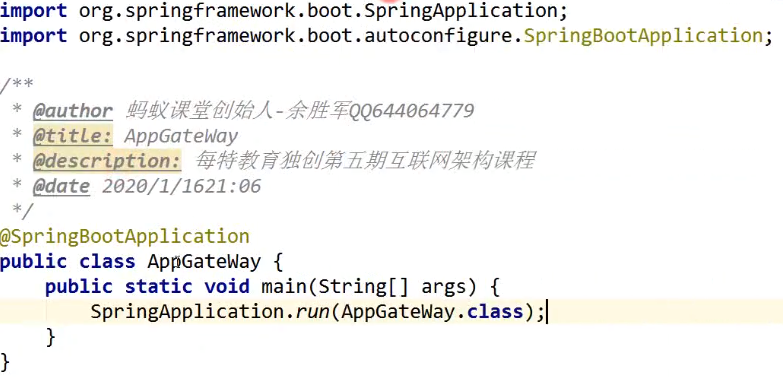 import org.springframework.boot.SpringApplication;
import org.springframework.boot.autoconfigure.SpringBootApplication;
/**
 * @author 蚂蚁课堂创始人-余胜军QQ644064779
 * @title: AppGateWay
 * @description: 每特教育独创第五期互联网架构课程
 * @date 2020/1/1621:06
 */
@SpringBootApplication
public class AppGateWay {
    public static void main(String[] args) {
        SpringApplication.run(AppGateWay.class);
    }
}